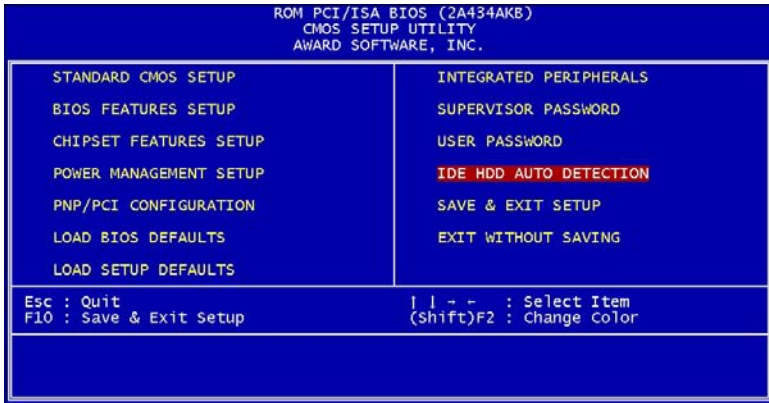 ROM PCI/ISA BIOS (2A434AKB)
CMOS SETUP UTILITY
AWARD SOFTWARE, INC.
STANDARD CMOS SETUP
BIOS FEATURES SETUP
CHIPSET FEATURES SETUP
POWER MANAGEMENT SETUP
PNP/PCI CONFIGURATION
LOAD BIOS DEFAULTS
LOAD SETUP DEFAULTS
INTEGRATED PERIPHERALS
SUPERVISOR PASSWORD
USER PASSWORD
IDE HDD AUTO DETECTION
SAVE & EXIT SETUP
EXIT WITHOUT SAVING
Esc : Quit
F10 : Save & Exit Setup
↑ ↓ → ← : Select Item
(Shift)F2 : Change Color